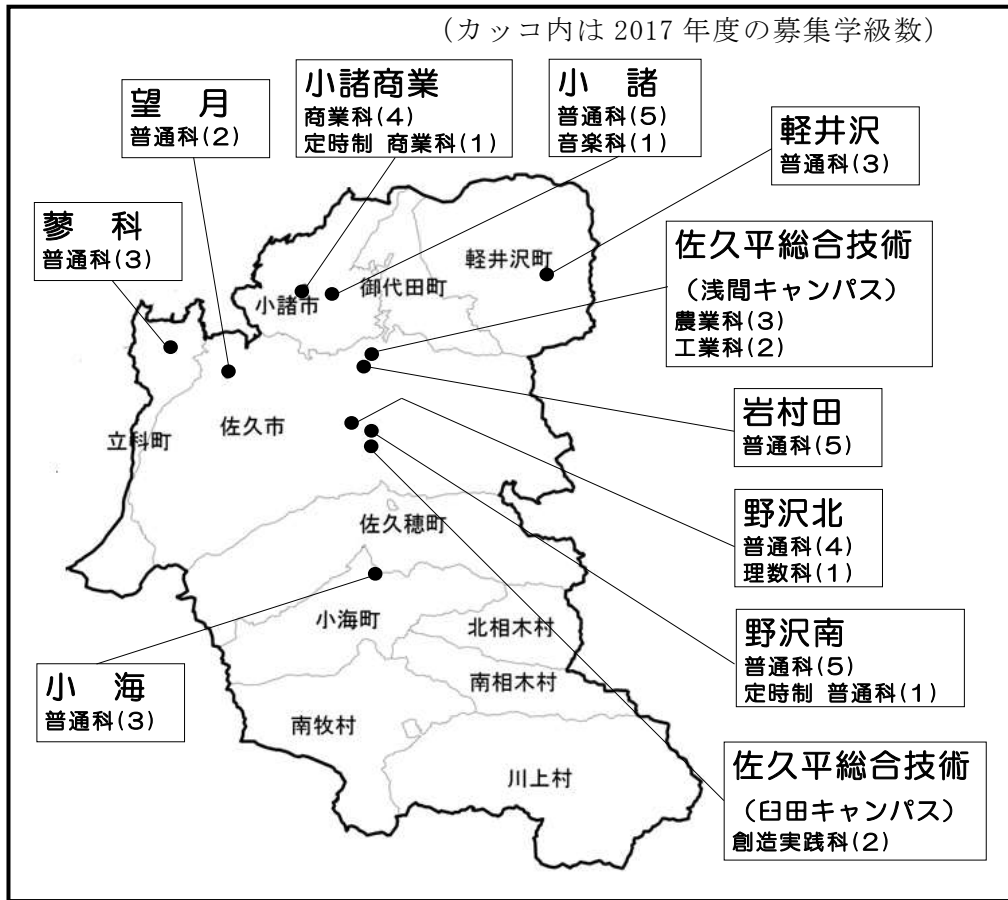 （カッコ内は 2017 年度の募集学級数）
望　月
普通科(2)
小諸商業
商業科(4)
定時制 商業科(1)
小　諸
普通科(5)
音楽科(1)
軽井沢
普通科(3)
蓼　科
普通科(3)
佐久平総合技術
（浅間キャンパス）
農業科(3)
工業科(2)
岩村田
普通科(5)
野沢北
普通科(4)
理数科(1)
野沢南
普通科(5)
定時制 普通科(1)
小　海
普通科(3)
佐久平総合技術
（臼田キャンパス）
創造実践科(2)
軽井沢町
御代田町
小諸市
立科町
佐久市
佐久穂町
小海町
北相木村
南相木村
南牧村
川上村